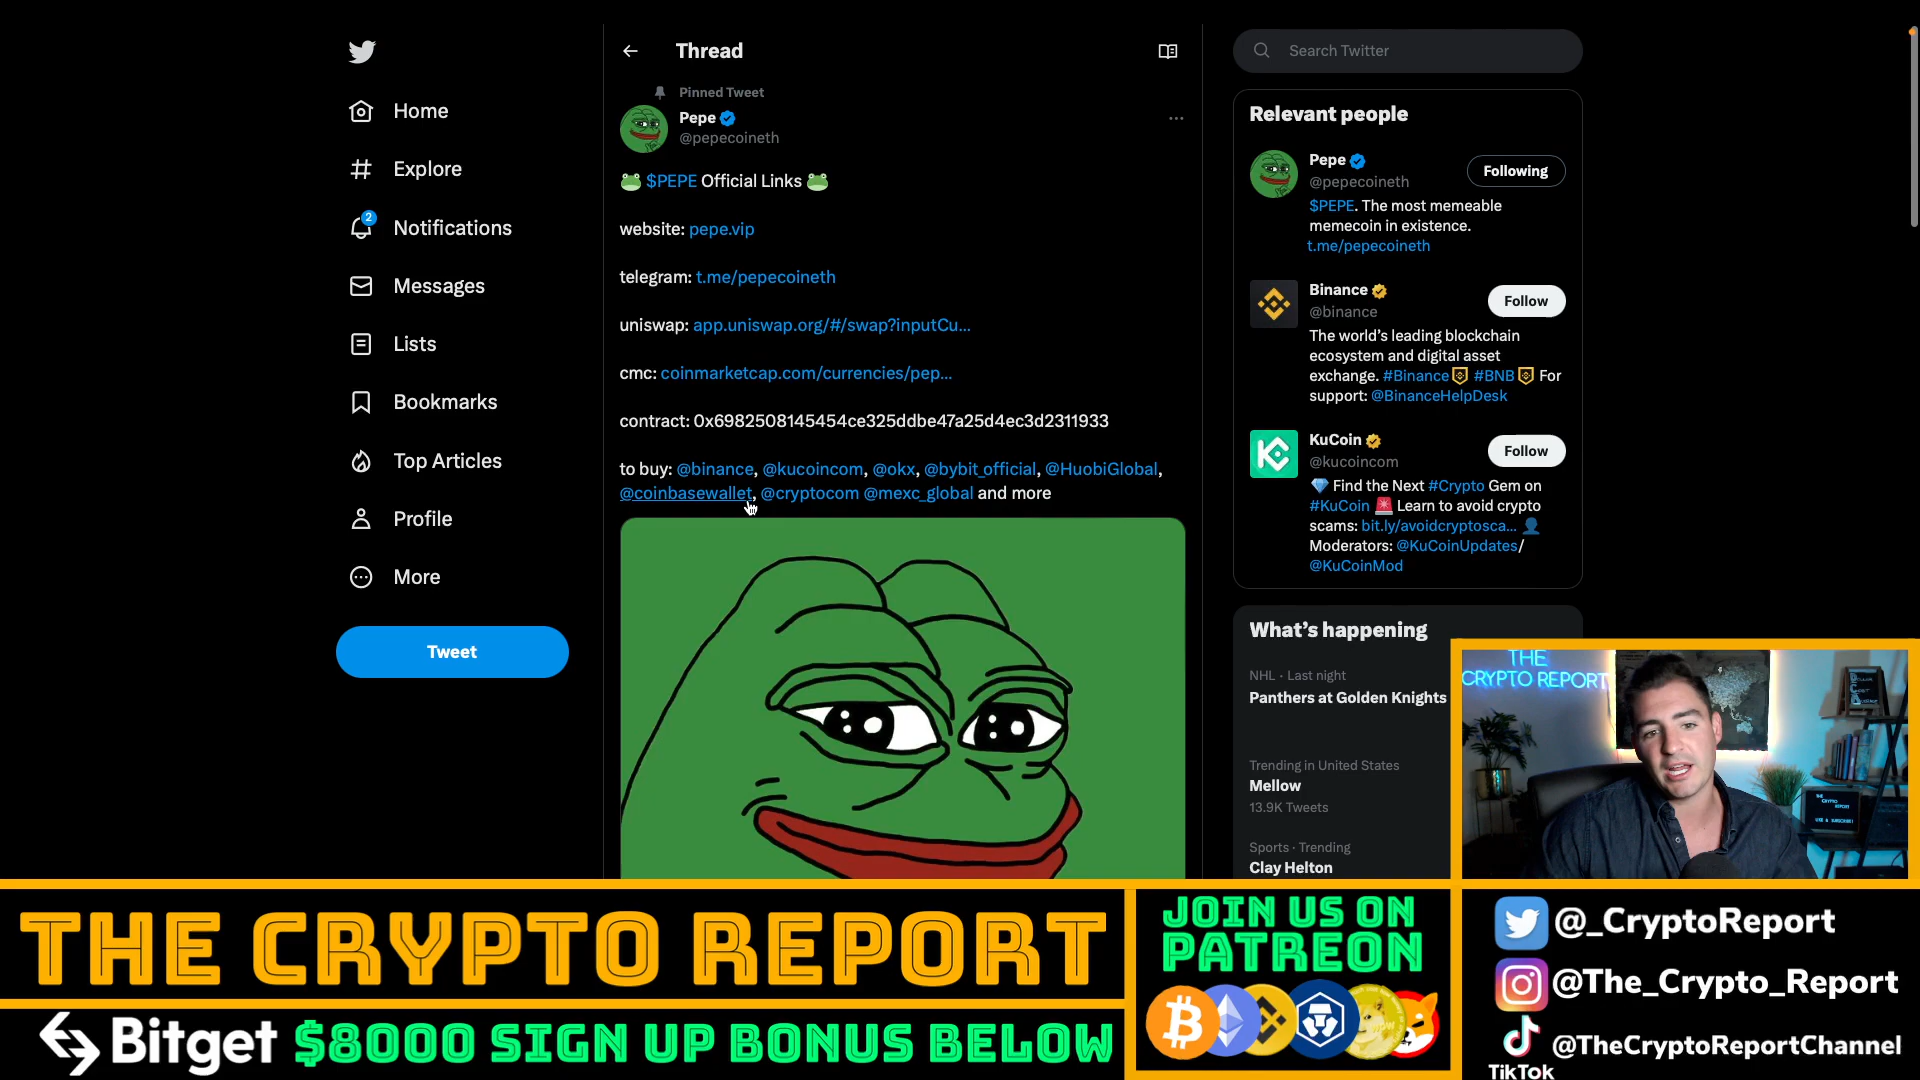 Home
Explore
2
Notifications
Messages
Lists
Bookmarks
Top Articles
Profile
More
Tweet
Thread
Pinned Tweet
Pepe
@pepecoineth
🐸 $PEPE Official Links 🐸
website: pepe.vip
telegram: t.me/pepecoineth
uniswap: app.uniswap.org/#/swap?inputCu...
cmc: coinmarketcap.com/currencies/pep...
contract: 0x6982508145454ce325ddbe47a25d4ec3d2311933
to buy: @binance, @kucoincom, @okx, @bybit_official, @HuobiGlobal,
@coinbasewallet, @cryptocom @mexc_global and more
Search Twitter
Relevant people
Pepe
Following
@pepecoineth
$PEPE. The most memeable
memecoin in existence.
t.me/pepecoineth
Binance
Follow
@binance
The world's leading blockchain
ecosystem and digital asset
exchange. #Binance #BNB For
support: @BinanceHelpDesk
KuCoin
Follow
@kucoincom
💎 Find the Next #Crypto Gem on
#KuCoin 🚨 Learn to avoid crypto
scams: bit.ly/avoidcryptosca... 👤
Moderators: @KuCoinUpdates/
@KuCoinMod
What's happening
NHL · Last night
Panthers at Golden Knights
Trending in United States
Mellow
13.9K Tweets
Sports · Trending
Clay Helton
THE
CRYPTO REPORT
THE CRYPTO REPORT
JOIN US ON
PATREON
Bitget $8000 SIGN UP BONUS BELOW
@_CryptoReport
@The_Crypto_Report
@TheCryptoReportChannel
TikTok